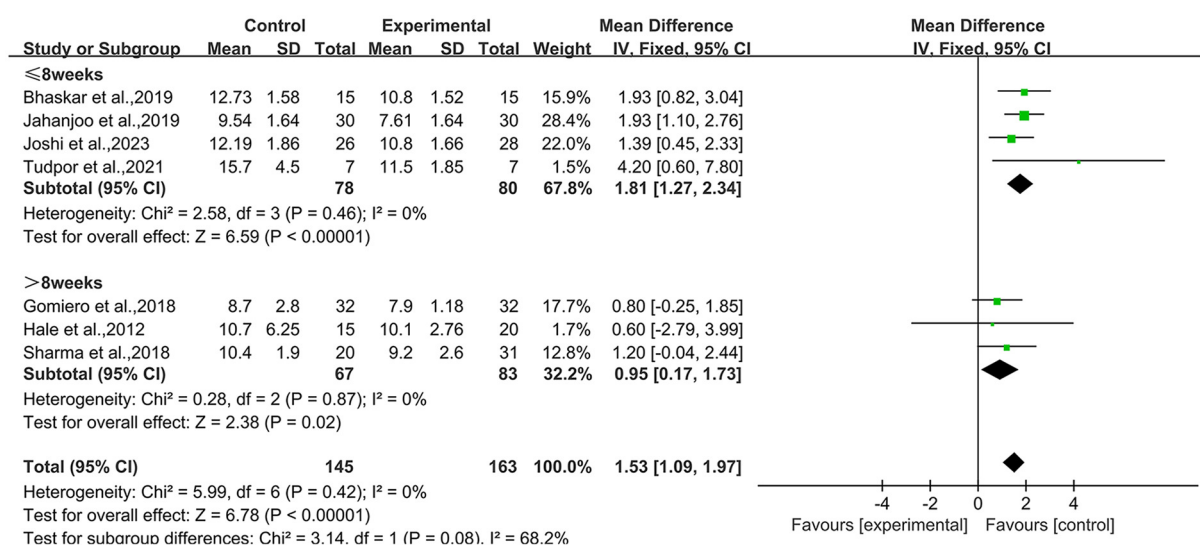 Control Experimental Mean Difference Mean Difference
Study or Subgroup Mean SD Total Mean SD Total Weight IV, Fixed, 95% CI IV, Fixed, 95% CI
≤8weeks
Bhaskar et al.,2019 12.73 1.58 15 10.8 1.52 15 15.9% 1.93 [0.82, 3.04]
Jahanjoo et al.,2019 9.54 1.64 30 7.61 1.64 30 28.4% 1.93 [1.10, 2.76]
Joshi et al.,2023 12.19 1.86 26 10.8 1.66 28 22.0% 1.39 [0.45, 2.33]
Tudpor et al.,2021 15.7 4.5 7 11.5 1.85 7 1.5% 4.20 [0.60, 7.80]
Subtotal (95% CI) 78 80 67.8% 1.81 [1.27, 2.34]
Heterogeneity: Chi² = 2.58, df = 3 (P = 0.46); I² = 0%
Test for overall effect: Z = 6.59 (P < 0.00001)
>8weeks
Gomiero et al.,2018 8.7 2.8 32 7.9 1.18 32 17.7% 0.80 [-0.25, 1.85]
Hale et al.,2012 10.7 6.25 15 10.1 2.76 20 1.7% 0.60 [-2.79, 3.99]
Sharma et al.,2018 10.4 1.9 20 9.2 2.6 31 12.8% 1.20 [-0.04, 2.44]
Subtotal (95% CI) 67 83 32.2% 0.95 [0.17, 1.73]
Heterogeneity: Chi² = 0.28, df = 2 (P = 0.87); I² = 0%
Test for overall effect: Z = 2.38 (P = 0.02)
Total (95% CI) 145 163 100.0% 1.53 [1.09, 1.97]
Heterogeneity: Chi² = 5.99, df = 6 (P = 0.42); I² = 0%
Test for overall effect: Z = 6.78 (P < 0.00001)
Test for subgroup differences: Chi² = 3.14, df = 1 (P = 0.08), I² = 68.2%
-4 -2 0 2 4
Favours [experimental] Favours [control]